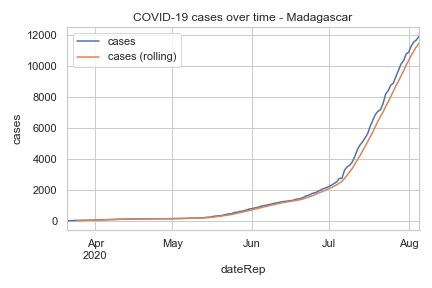 COVID-19 cases over time - Madagascar
cases
cases (rolling)
12000
10000
8000
6000
4000
2000
0
cases
Apr
2020
May
Jun
Jul
Aug
dateRep